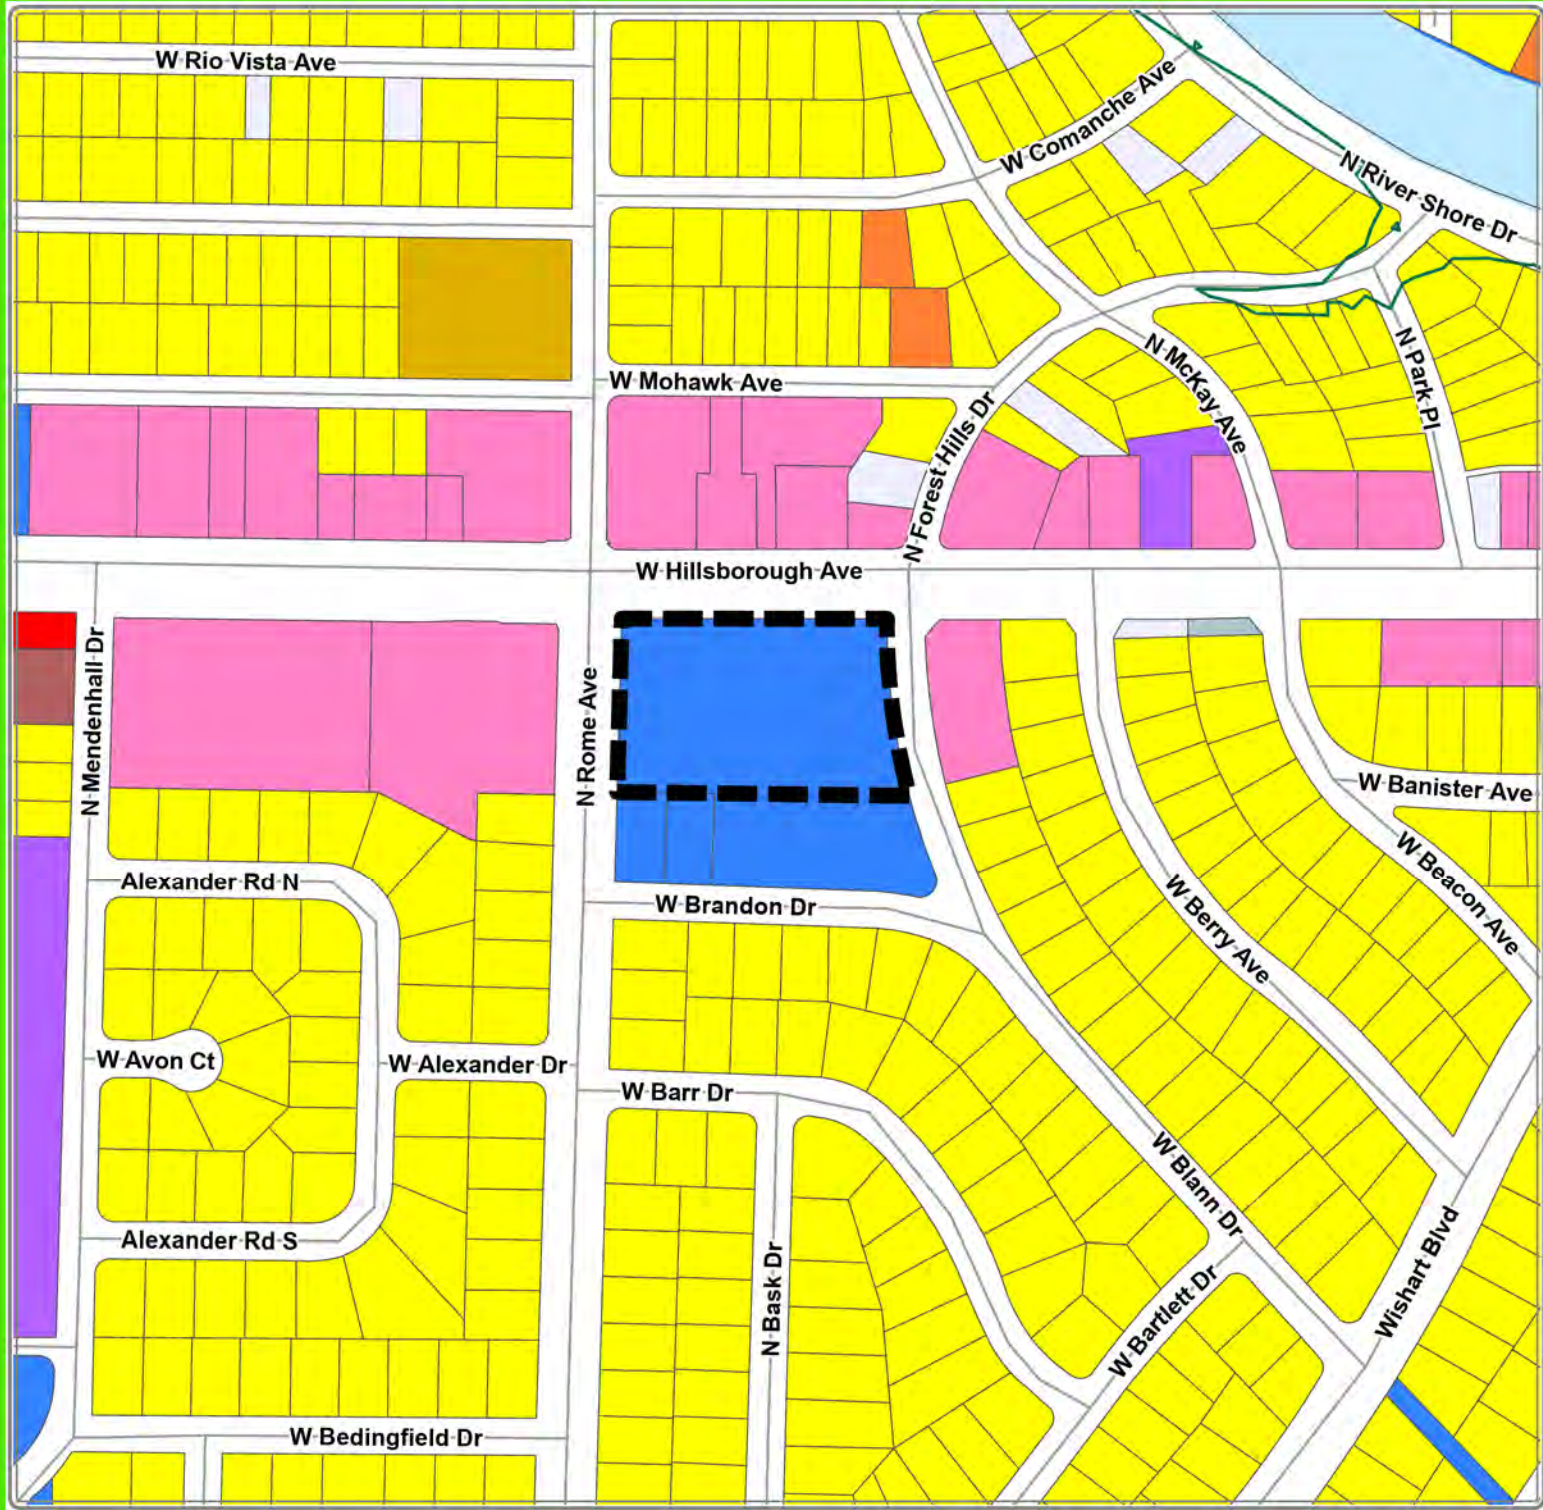 W Rio Vista Ave
W Comanche Ave
N River Shore Dr
W Mohawk Ave
N McKay Ave
N Park Pl
N Forest Hills Dr
W Hillsborough Ave
N Mendenhall Dr
N Rome Ave
W Banister Ave
Alexander Rd N
W Brandon Dr
W Beacon Ave
W Berry Ave
W Avon Ct
W Alexander Dr
W Barr Dr
W Blann Dr
Alexander Rd S
N Bask Dr
W Bartlett Dr
Wishart Blvd
W Bedingfield Dr